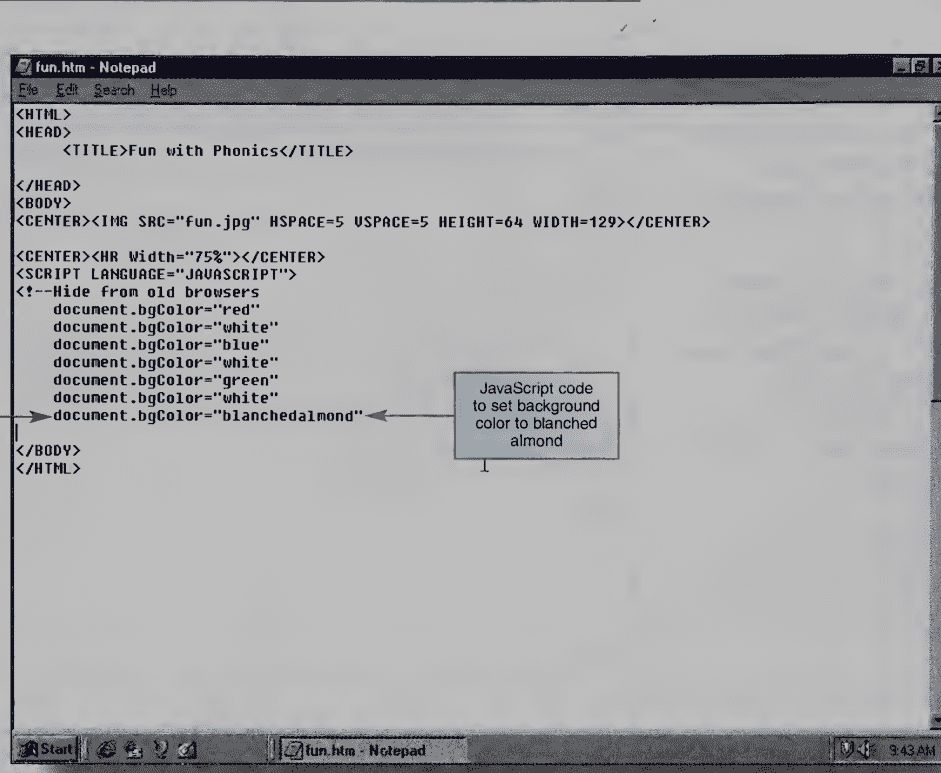 fun.htm - Notepad
File Edit Search Help
<HTML>
<HEAD>
<TITLE>Fun with Phonics</TITLE>
</HEAD>
<BODY>
<CENTER><IMG SRC="fun.jpg" HSPACE=5 VSPACE=5 HEIGHT=64 WIDTH=129></CENTER>
<CENTER><HR Width="75%"></CENTER>
<SCRIPT LANGUAGE="JAVASCRIPT">
<!--Hide from old browsers
document.bgColor="red"
document.bgColor="white"
document.bgColor="blue"
document.bgColor="white"
document.bgColor="green"
document.bgColor="white"
document.bgColor="blanchedalmond"
JavaScript code
to set background
color to blanched
almond
</BODY>
</HTML>
Start
fun.htm - Notepad
9:43 AM